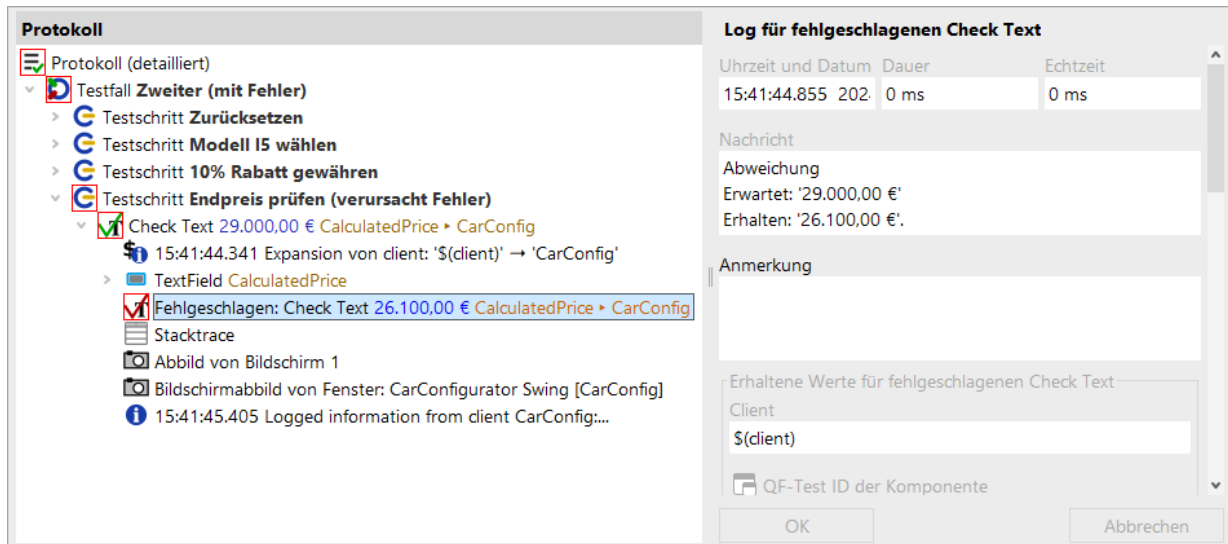 Protokoll
Protokoll (detailliert)
Testfall Zweiter (mit Fehler)
Testschritt Zurücksetzen
Testschritt Modell I5 wählen
Testschritt 10% Rabatt gewähren
Testschritt Endpreis prüfen (verursacht Fehler)
Check Text 29.000,00 € CalculatedPrice ‣ CarConfig
15:41:44.341 Expansion von client: '$(client)' → 'CarConfig'
TextField CalculatedPrice
Fehlgeschlagen: Check Text 26.100,00 € CalculatedPrice ‣ CarConfig
Stacktrace
Abbild von Bildschirm 1
Bildschirmabbild von Fenster: CarConfigurator Swing [CarConfig]
15:41:45.405 Logged information from client CarConfig:...
Log für fehlgeschlagenen Check Text
Uhrzeit und Datum Dauer Echtzeit
15:41:44.855 202 0 ms 0 ms
Nachricht
Abweichung
Erwartet: '29.000,00 €'
Erhalten: '26.100,00 €'.
Anmerkung
Erhaltene Werte für fehlgeschlagenen Check Text
Client
$(client)
QF-Test ID der Komponente
OK Abbrechen